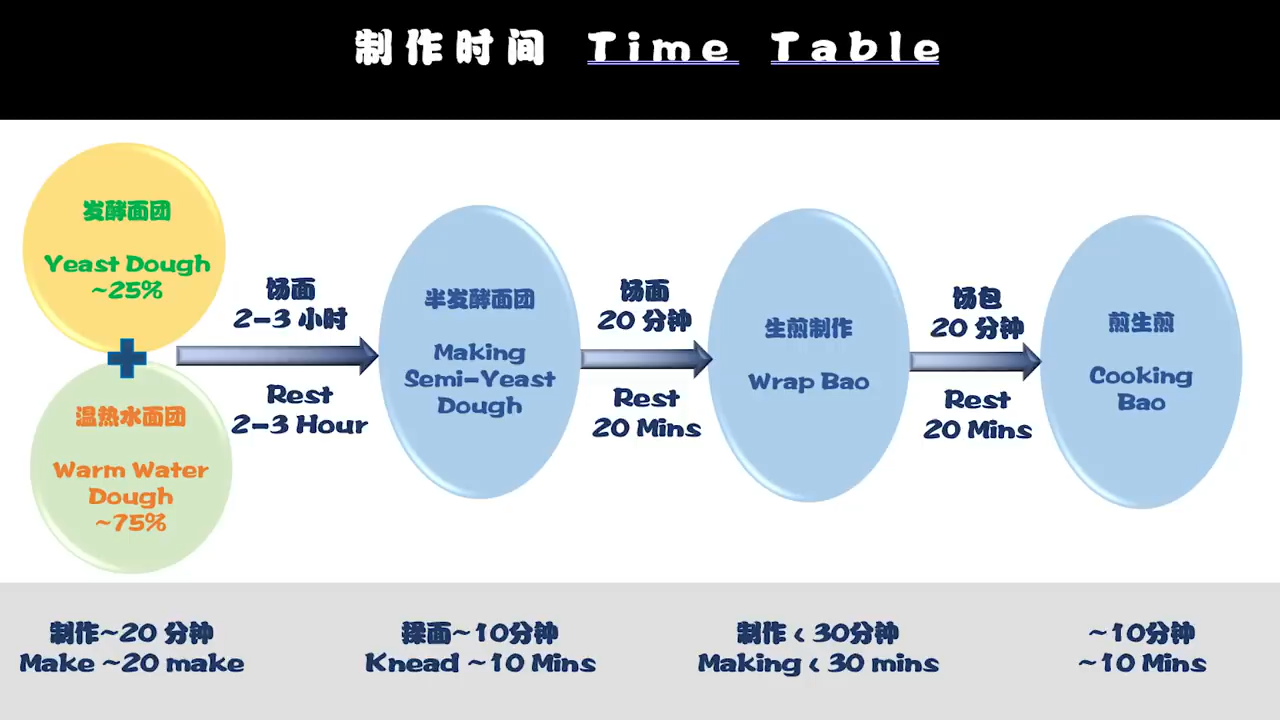 制作时间 Time Table
发酵面团
Yeast Dough
~25%
温热水面团
Warm Water
Dough
~75%
场面
2-3 小时
Rest
2-3 Hour
半发酵面团
Making
Semi-Yeast
Dough
场面
20 分钟
Rest
20 Mins
生煎制作
Wrap Bao
场包
20 分钟
Rest
20 Mins
煎生煎
Cooking
Bao
制作~20 分钟
Make ~20 make
揉面~10分钟
Knead ~10 Mins
制作 < 30分钟
Making < 30 mins
~10分钟
~10 Mins